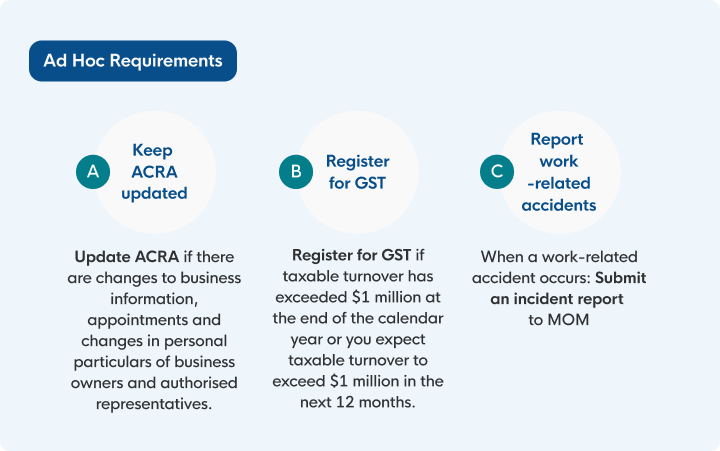 Ad Hoc Requirements
A
Keep
ACRA
updated
Update ACRA if there
are changes to business
information,
appointments and
changes in personal
particulars of business
owners and authorised
representatives.
B
Register
for GST
Register for GST if
taxable turnover has
exceeded $1 million at
the end of the calendar
year or you expect
taxable turnover to
exceed $1 million in the
next 12 months.
C
Report
work
-related
accidents
When a work-related
accident occurs: Submit
an incident report
to MOM